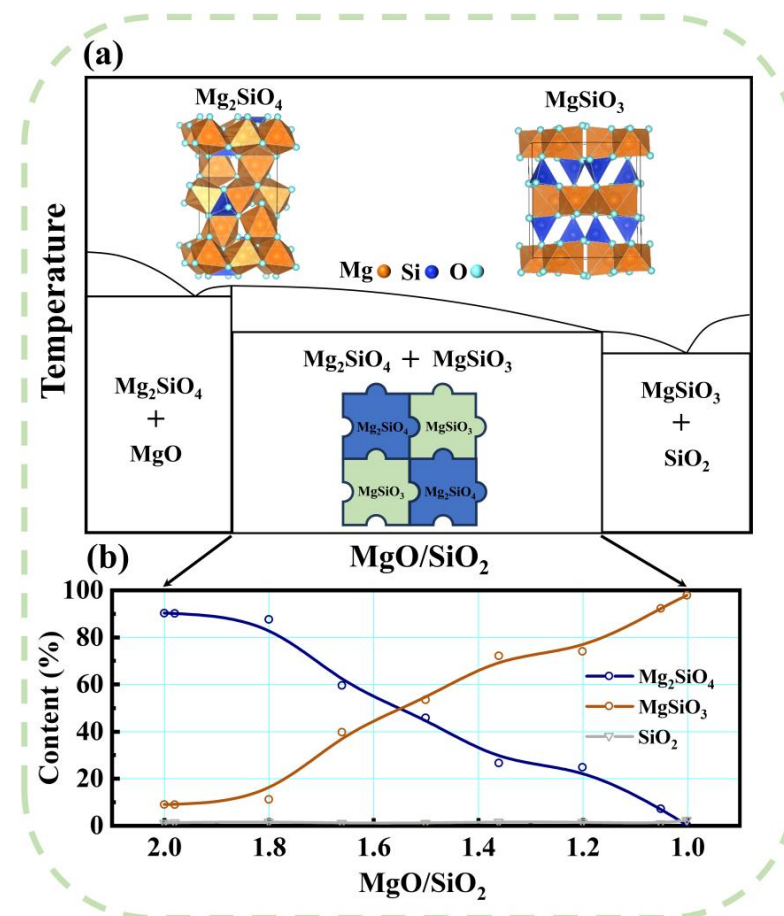 (a)
Mg₂SiO₄
MgSiO₃
Mg Si O
Temperature
Mg₂SiO₄
+
MgO
Mg₂SiO₄ + MgSiO₃
MgSiO₃
+
SiO₂
Mg₂SiO₄ MgSiO₃
MgSiO₃ Mg₂SiO₄
MgO/SiO₂
(b)
Content (%)
100
80
60
40
20
0
Mg₂SiO₄
MgSiO₃
SiO₂
2.0 1.8 1.6 1.4 1.2 1.0
MgO/SiO₂